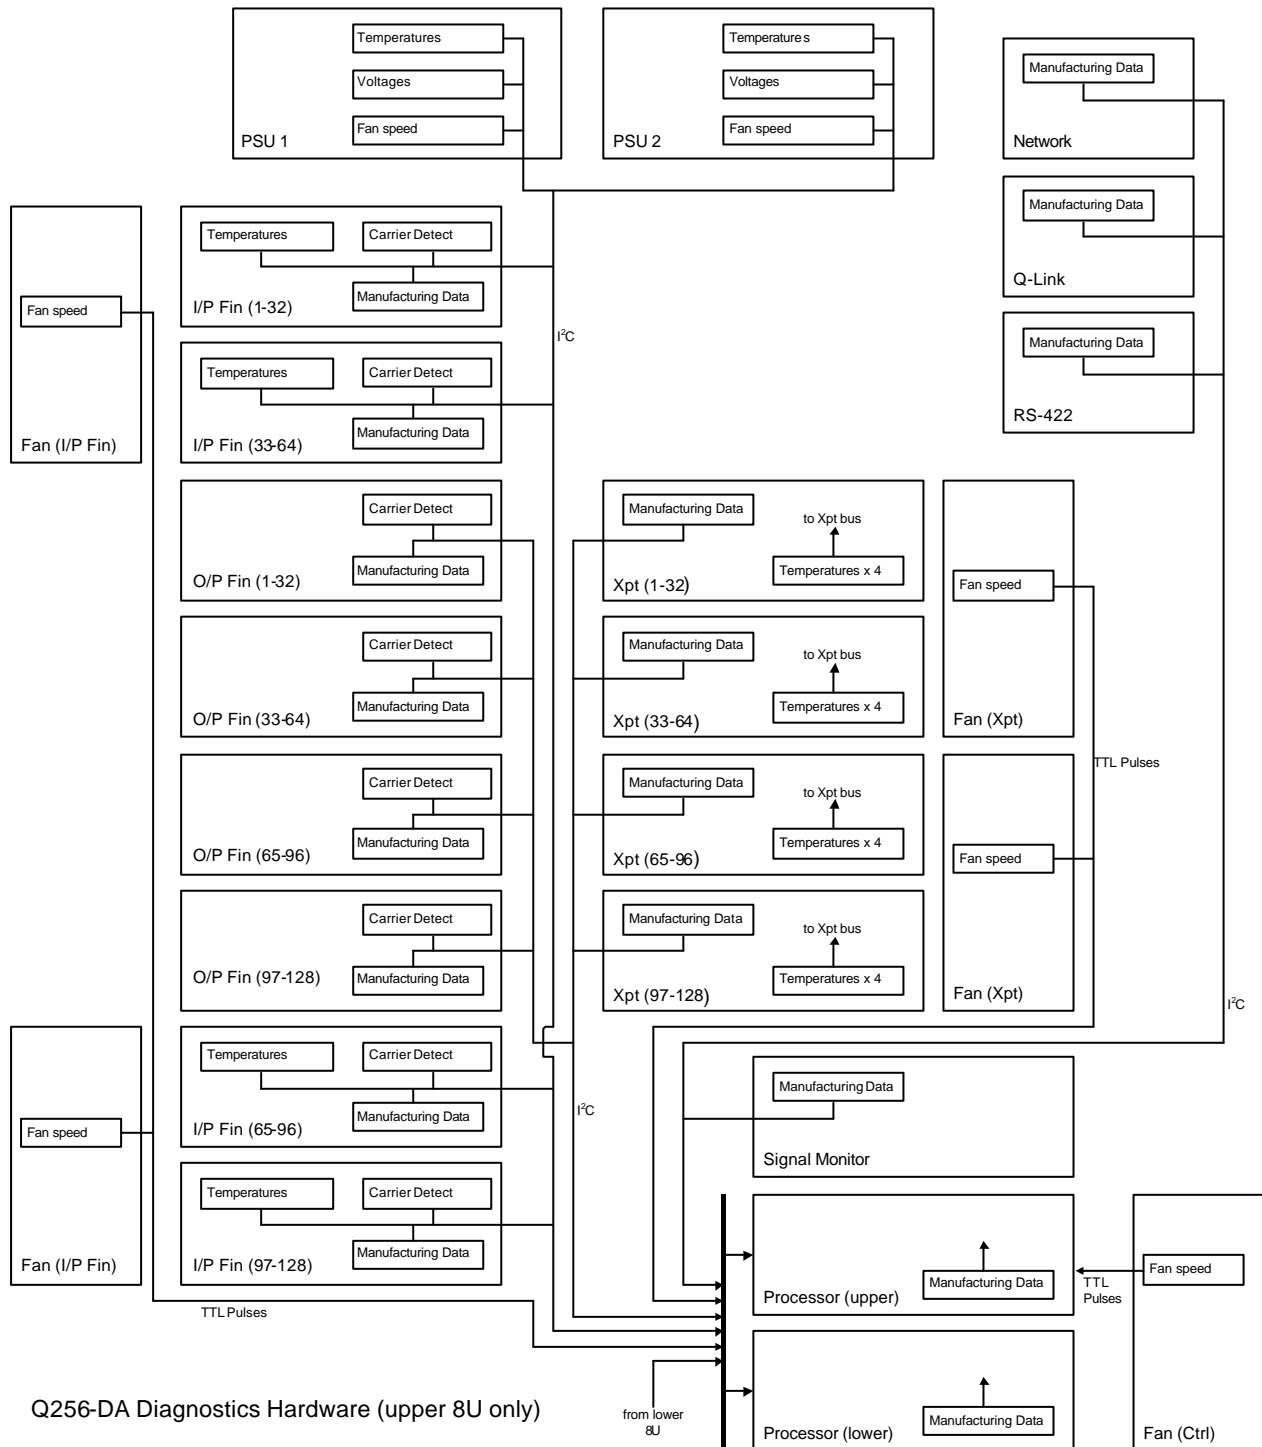 Temperatures
Voltages
Fan speed
PSU 1
Temperatures
Voltages
Fan speed
PSU 2
Manufacturing Data
Network
Manufacturing Data
Q-Link
Manufacturing Data
RS-422
Fan speed
Fan (I/P Fin)
Temperatures
Carrier Detect
Manufacturing Data
I/P Fin (1-32)
I²C
Temperatures
Carrier Detect
Manufacturing Data
I/P Fin (33-64)
Carrier Detect
Manufacturing Data
O/P Fin (1-32)
Manufacturing Data
to Xpt bus
Temperatures x 4
Xpt (1-32)
Fan speed
Fan (Xpt)
Carrier Detect
Manufacturing Data
O/P Fin (33-64)
Manufacturing Data
to Xpt bus
Temperatures x 4
Xpt (33-64)
TTL Pulses
Carrier Detect
Manufacturing Data
O/P Fin (65-96)
Manufacturing Data
to Xpt bus
Temperatures x 4
Xpt (65-96)
Fan speed
Fan (Xpt)
Carrier Detect
Manufacturing Data
O/P Fin (97-128)
Manufacturing Data
to Xpt bus
Temperatures x 4
Xpt (97-128)
I²C
Fan speed
Fan (I/P Fin)
Temperatures
Carrier Detect
Manufacturing Data
I/P Fin (65-96)
I²C
Manufacturing Data
Signal Monitor
Temperatures
Carrier Detect
Manufacturing Data
I/P Fin (97-128)
TTL Pulses
Manufacturing Data
Processor (upper)
TTL
Pulses
Fan speed
Fan (Ctrl)
Manufacturing Data
Processor (lower)
from lower
8U
Q256-DA Diagnostics Hardware (upper 8U only)